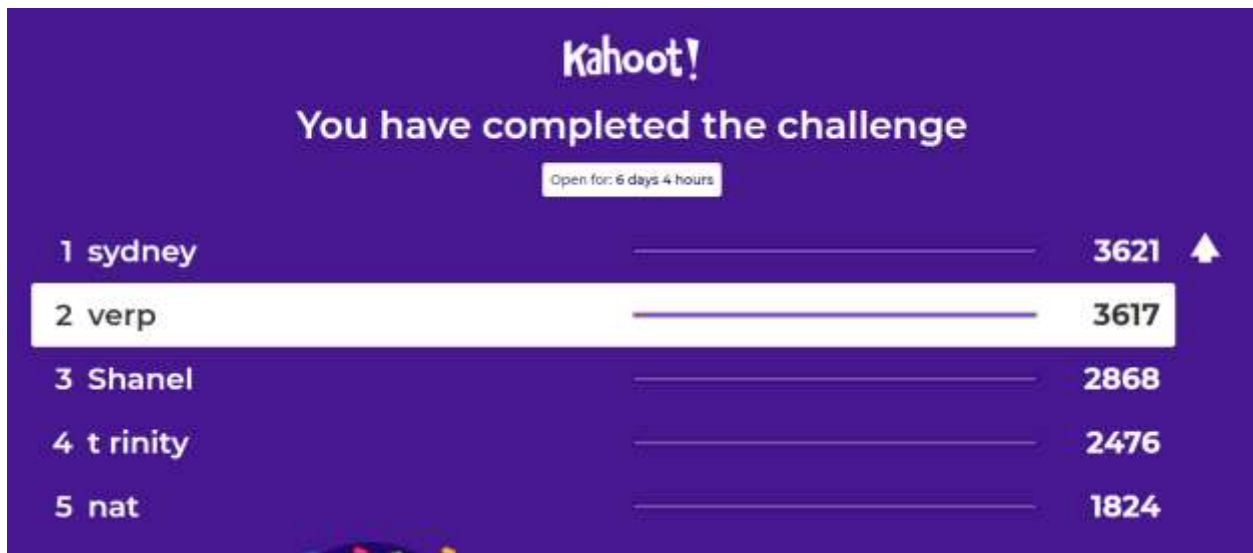 Kahoot!
You have completed the challenge
Open for: 6 days 4 hours
1 sydney 3621
2 verp 3617
3 Shanel 2868
4 t rinity 2476
5 nat 1824